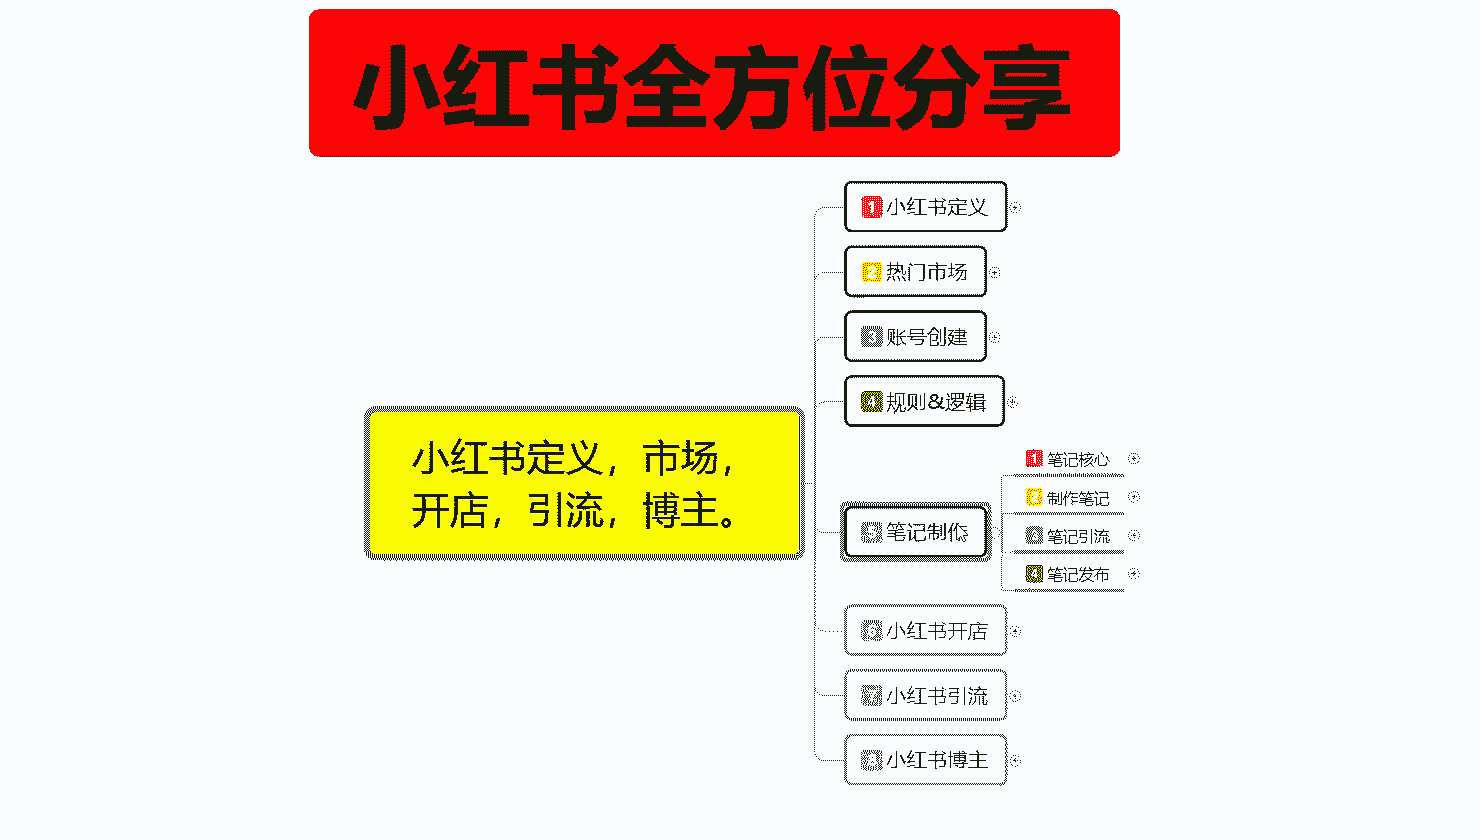 小红书全方位分享
1 小红书定义
2 热门市场
3 账号创建
4 规则&逻辑
小红书定义，市场，
开店，引流，博主。
5 笔记制作
1 笔记核心
2 制作笔记
3 笔记引流
4 笔记发布
6 小红书开店
7 小红书引流
8 小红书博主